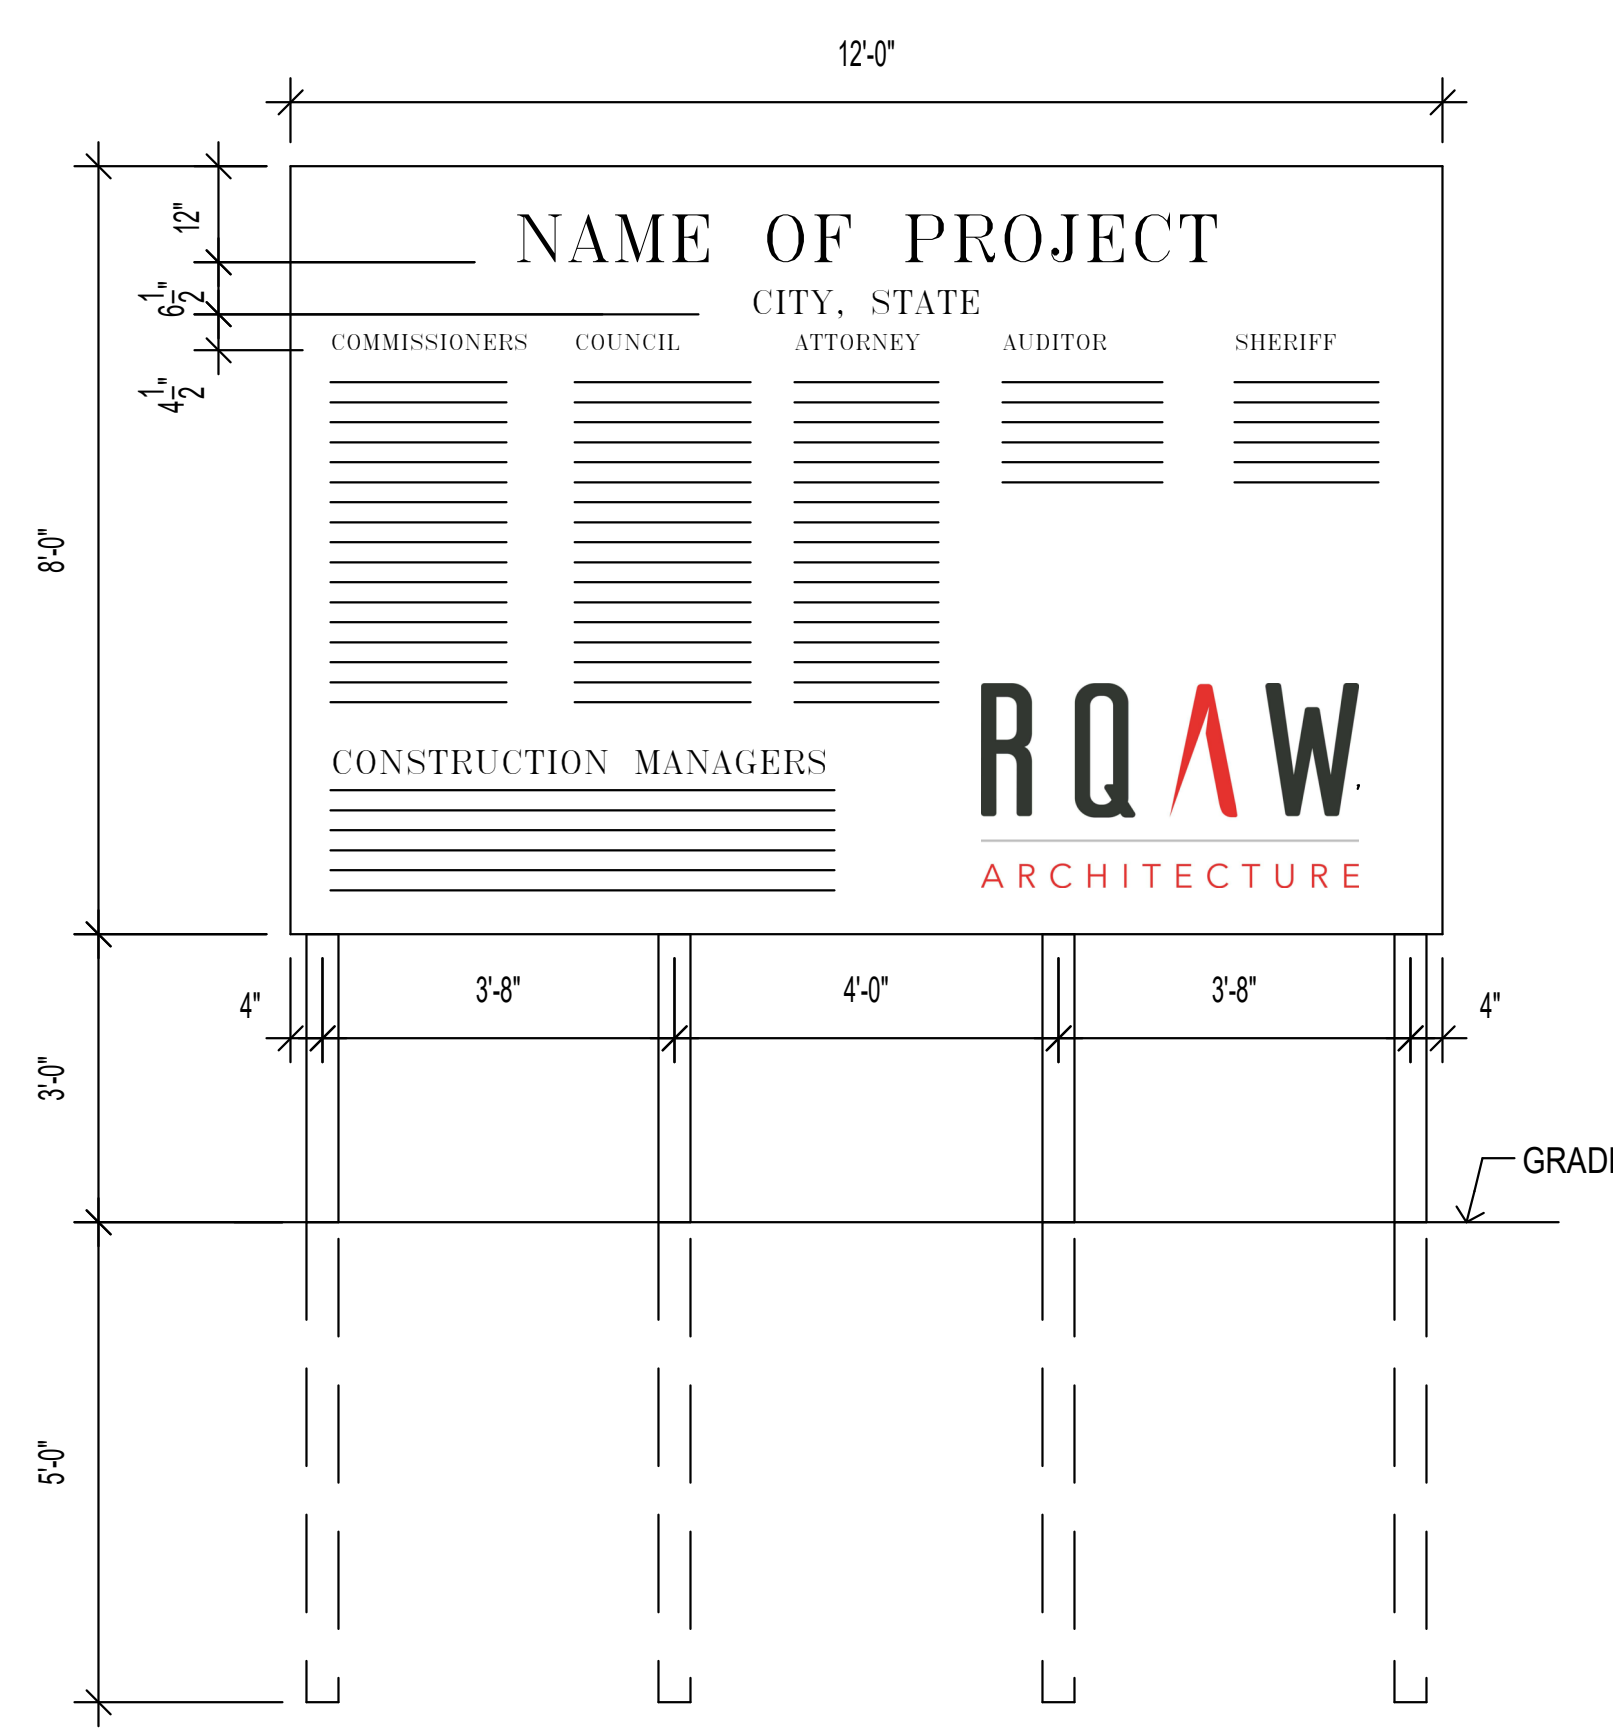 12'-0"
12"
6 1/2"
4 1/2"
8'-0"
NAME OF PROJECT
CITY, STATE
COMMISSIONERS COUNCIL ATTORNEY AUDITOR SHERIFF
CONSTRUCTION MANAGERS
RQAW,
ARCHITECTURE
4" 3'-8" 4'-0" 3'-8" 4"
3'-0"
GRAD
5'-0"